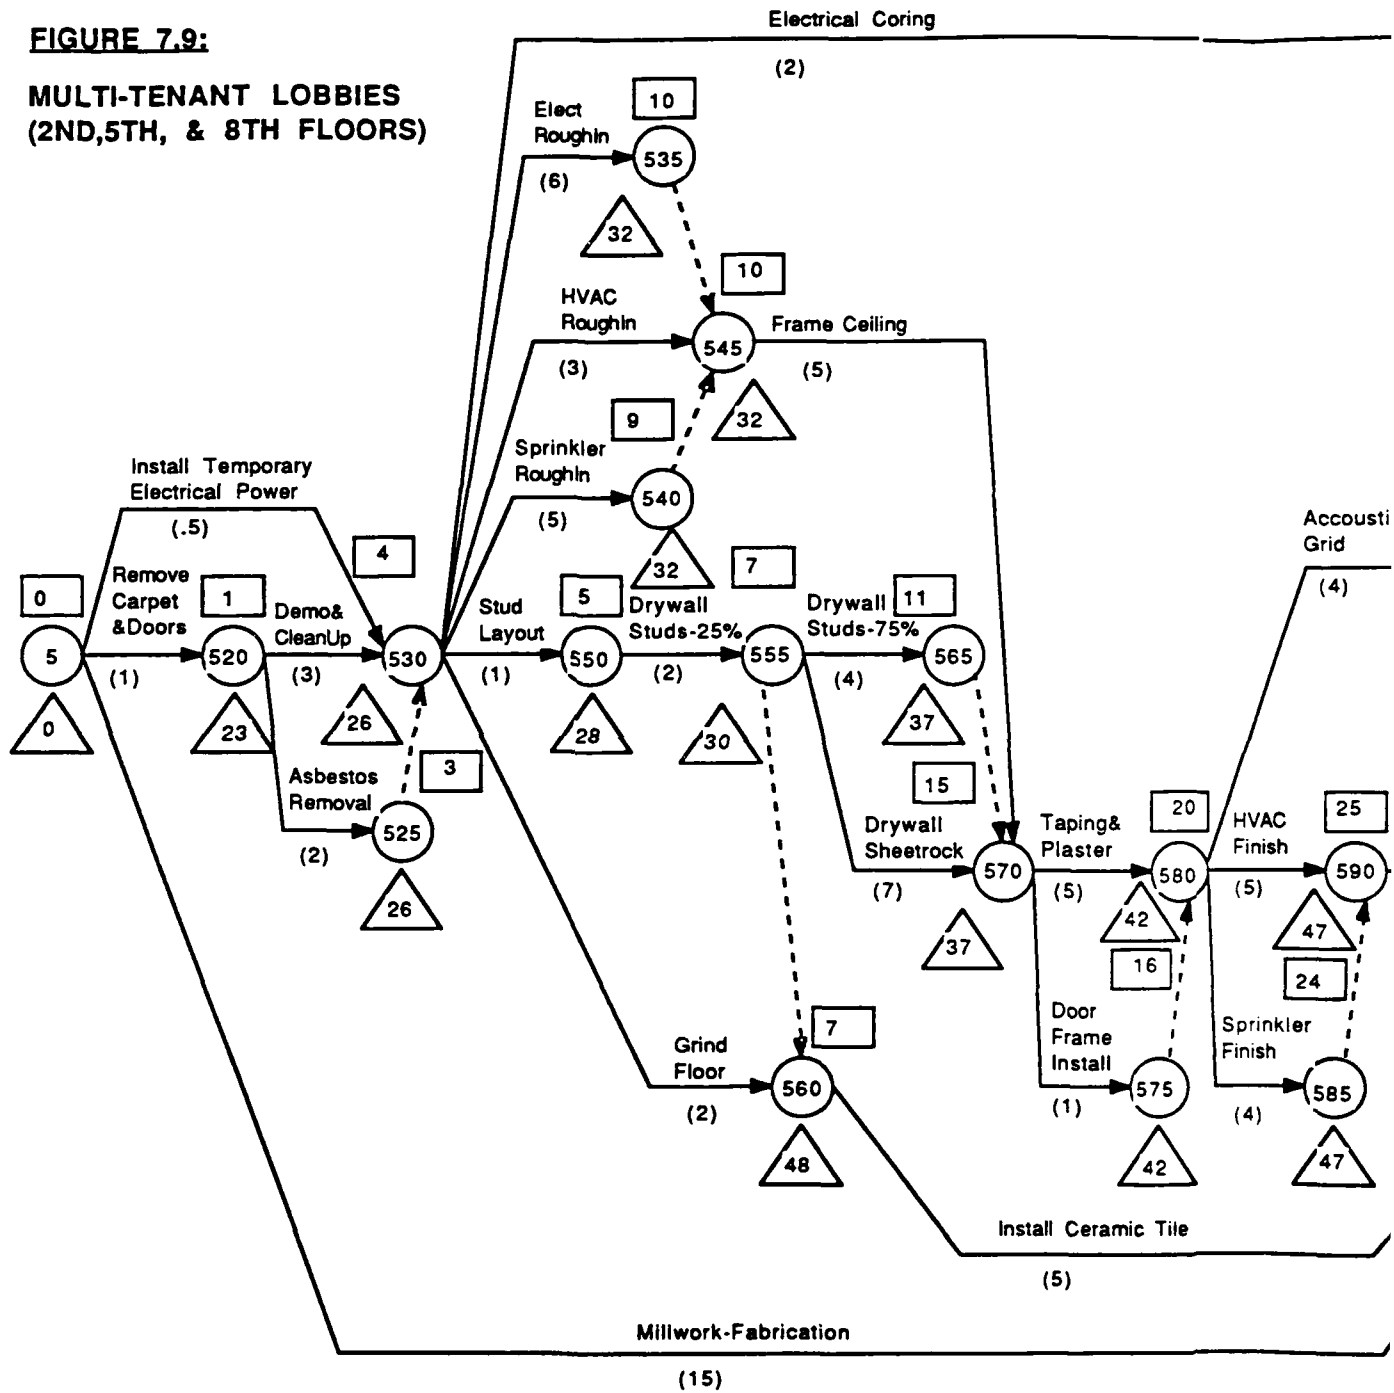 FIGURE 7.9:
MULTI-TENANT LOBBIES
(2ND,5TH, & 8TH FLOORS)
Electrical Coring
(2)
Elect
Roughin
(6)
10
535
32
HVAC
Roughin
(3)
10
545
32
Frame Ceiling
(5)
Sprinkler
Roughin
(5)
9
540
32
Install Temporary
Electrical Power
(.5)
0
5
0
Remove
Carpet
&Doors
(1)
1
520
23
Demo&
CleanUp
(3)
4
530
26
Asbestos
Removal
(2)
3
525
26
Stud
Layout
(1)
5
550
28
Drywall
Studs-25%
(2)
7
555
30
Drywall
Studs-75%
(4)
11
565
37
Drywall
Sheetrock
(7)
15
570
37
Taping&
Plaster
(5)
20
580
42
Door
Frame
Install
(1)
16
575
42
Accousti
Grid
(4)
HVAC
Finish
(5)
25
590
47
Sprinkler
Finish
(4)
24
585
47
Grind
Floor
(2)
7
560
48
Install Ceramic Tile
(5)
Millwork-Fabrication
(15)